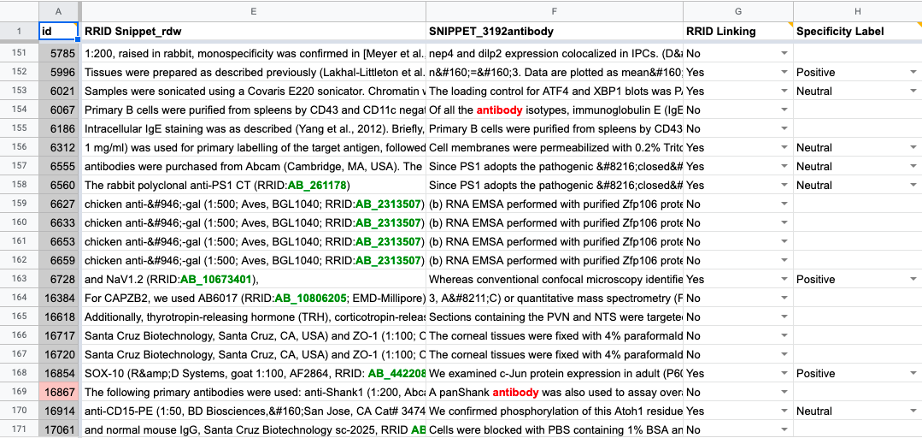 A E F G H
1 id RRID Snippet_rdw SNIPPET_3192antibody RRID Linking Specificity Label
151 5785 1:200, raised in rabbit, monospecificity was confirmed in [Meyer et al. nep4 and dilp2 expression colocalized in IPCs. (D&a No
152 5996 Tissues were prepared as described previously (Lakhal-Littleton et al. n&#160;=&#160;3. Data are plotted as mean&#160; Yes Positive
153 6021 Samples were sonicated using a Covaris E220 sonicator. Chromatin v The loading control for ATF4 and XBP1 blots was P Yes Neutral
154 6067 Primary B cells were purified from spleens by CD43 and CD11c negat Of all the antibody isotypes, immunoglobulin E (IgE No
155 6186 Intracellular IgE staining was as described (Yang et al., 2012). Briefly, Primary B cells were purified from spleens by CD43 No
156 6312 1 mg/ml) was used for primary labelling of the target antigen, followed Cell membranes were permeabilized with 0.2% Trito Yes Neutral
157 6555 antibodies were purchased from Abcam (Cambridge, MA, USA). The Since PS1 adopts the pathogenic &#8216;closed&# Yes Neutral
158 6560 The rabbit polyclonal anti-PS1 CT (RRID:AB_261178) Since PS1 adopts the pathogenic &#8216;closed&# Yes Neutral
159 6627 chicken anti-&#946;-gal (1:500; Aves, BGL1040; RRID:AB_2313507) (b) RNA EMSA performed with purified Zfp106 prote No
160 6633 chicken anti-&#946;-gal (1:500; Aves, BGL1040; RRID:AB_2313507) (b) RNA EMSA performed with purified Zfp106 prote No
161 6653 chicken anti-&#946;-gal (1:500; Aves, BGL1040; RRID:AB_2313507) (b) RNA EMSA performed with purified Zfp106 prote No
162 6659 chicken anti-&#946;-gal (1:500; Aves, BGL1040; RRID:AB_2313507) (b) RNA EMSA performed with purified Zfp106 prote No
163 6728 and NaV1.2 (RRID:AB_10673401), Whereas conventional confocal microscopy identifie Yes Positive
164 16384 For CAPZB2, we used AB6017 (RRID:AB_10806205; EMD-Millipore) 3, A&#8211;C) or quantitative mass spectrometry (F No
165 16618 Additionally, thyrotropin-releasing hormone (TRH), corticotropin-releas Sections containing the PVN and NTS were targete No
166 16717 Santa Cruz Biotechnology, Santa Cruz, CA, USA) and ZO-1 (1:100; C The corneal tissues were fixed with 4% paraformald No
167 16720 Santa Cruz Biotechnology, Santa Cruz, CA, USA) and ZO-1 (1:100; C The corneal tissues were fixed with 4% paraformald No
168 16854 SOX-10 (R&amp;D Systems, goat 1:100, AF2864, RRID: AB_442208 We examined c-Jun protein expression in adult (P60 Yes Positive
169 16867 The following primary antibodies were used: anti-Shank1 (1:200, Abc A panShank antibody was also used to assay over No
170 16914 anti-CD15-PE (1:50, BD Biosciences,&#160;San Jose, CA Cat# 3474 We confirmed phosphorylation of this Atoh1 residue Yes Neutral
171 17061 and normal mouse IgG, Santa Cruz Biotechnology sc-2025, RRID AB Cells were blocked with PBS containing 1% BSA an No